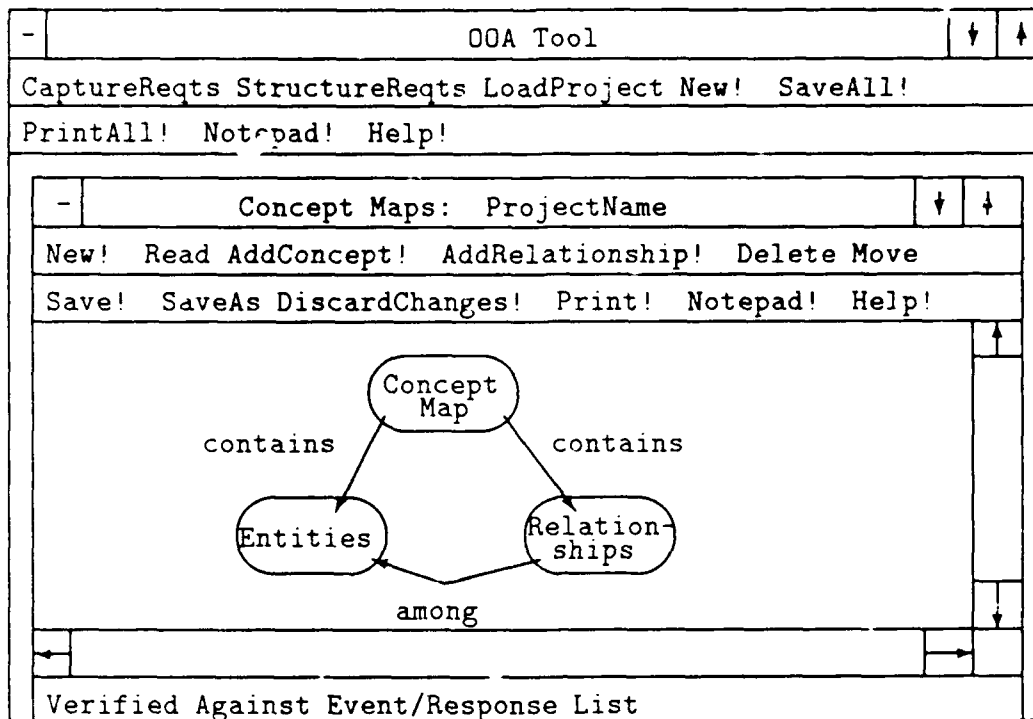 OOA Tool
CaptureReqts StructureReqts LoadProject New! SaveAll!
PrintAll! Notepad! Help!
Concept Maps: ProjectName
New! Read AddConcept! AddRelationship! Delete Move
Save! SaveAs DiscardChanges! Print! Notepad! Help!
Concept
Map
contains contains
Entities
Relation-
ships
among
Verified Against Event/Response List